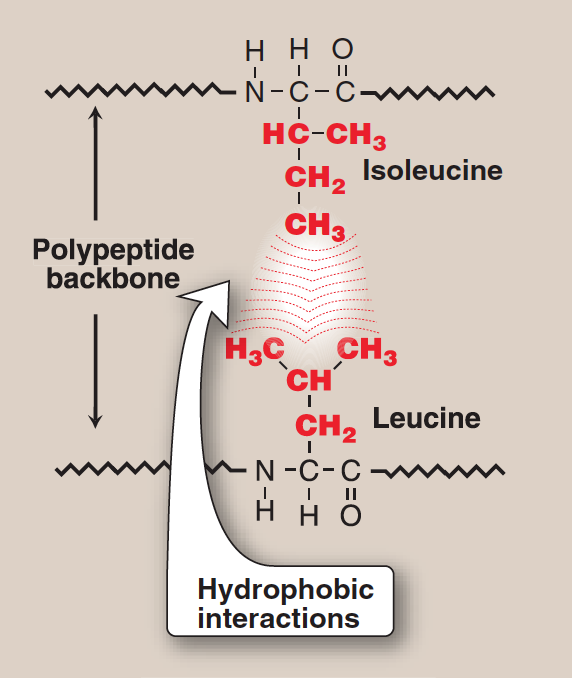 H H O
N-C-C
HC-CH3
CH2 Isoleucine
CH3
Polypeptide
backbone
H3C CH3
CH
CH2 Leucine
N-C-C
H H O
Hydrophobic
interactions